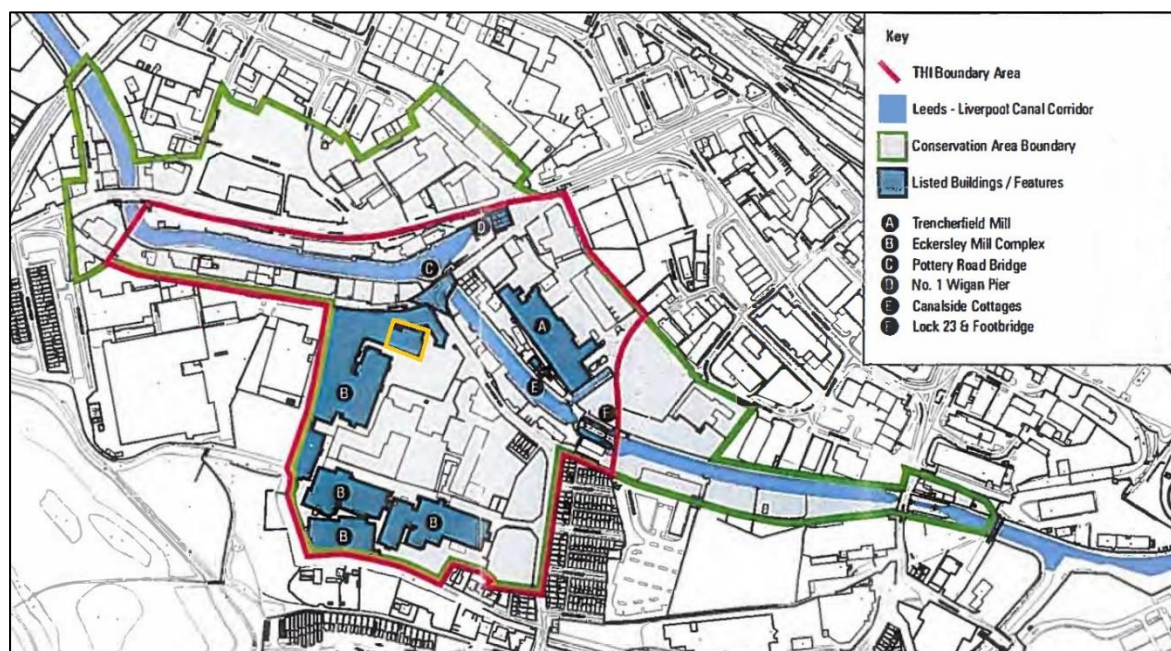 Key
THI Boundary Area
Leeds - Liverpool Canal Corridor
Conservation Area Boundary
Listed Buildings / Features
A Trencherfield Mill
B Eckersley Mill Complex
C Pottery Road Bridge
D No. 1 Wigan Pier
E Canalside Cottages
F Lock 23 & Footbridge
D
C
A
B
E
F
B
B
B